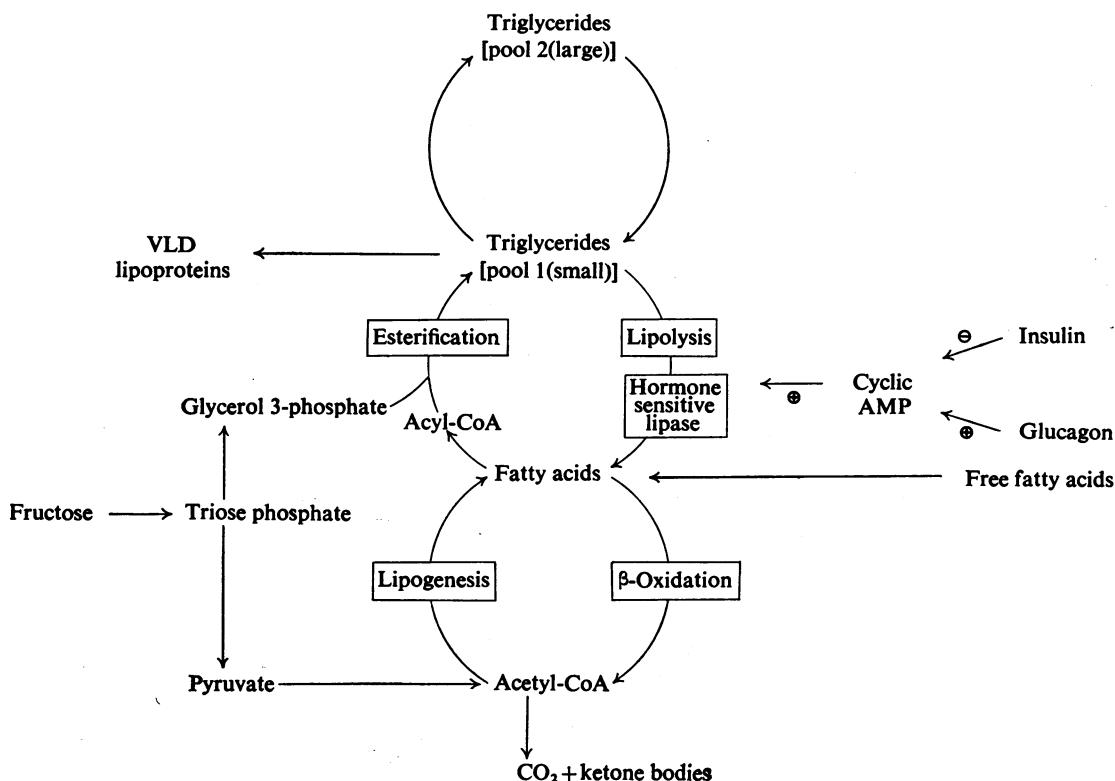 Triglycerides
[pool 2(large)]
VLD
lipoproteins
Triglycerides
[pool 1(small)]
Esterification
Lipolysis
⊖
Insulin
Glycerol 3-phosphate
Acyl-CoA
Hormone
sensitive
lipase
⊕
Cyclic
AMP
⊕
Glucagon
Fatty acids
Free fatty acids
Fructose
Triose phosphate
Lipogenesis
β-Oxidation
Pyruvate
Acetyl-CoA
CO₂+ketone bodies